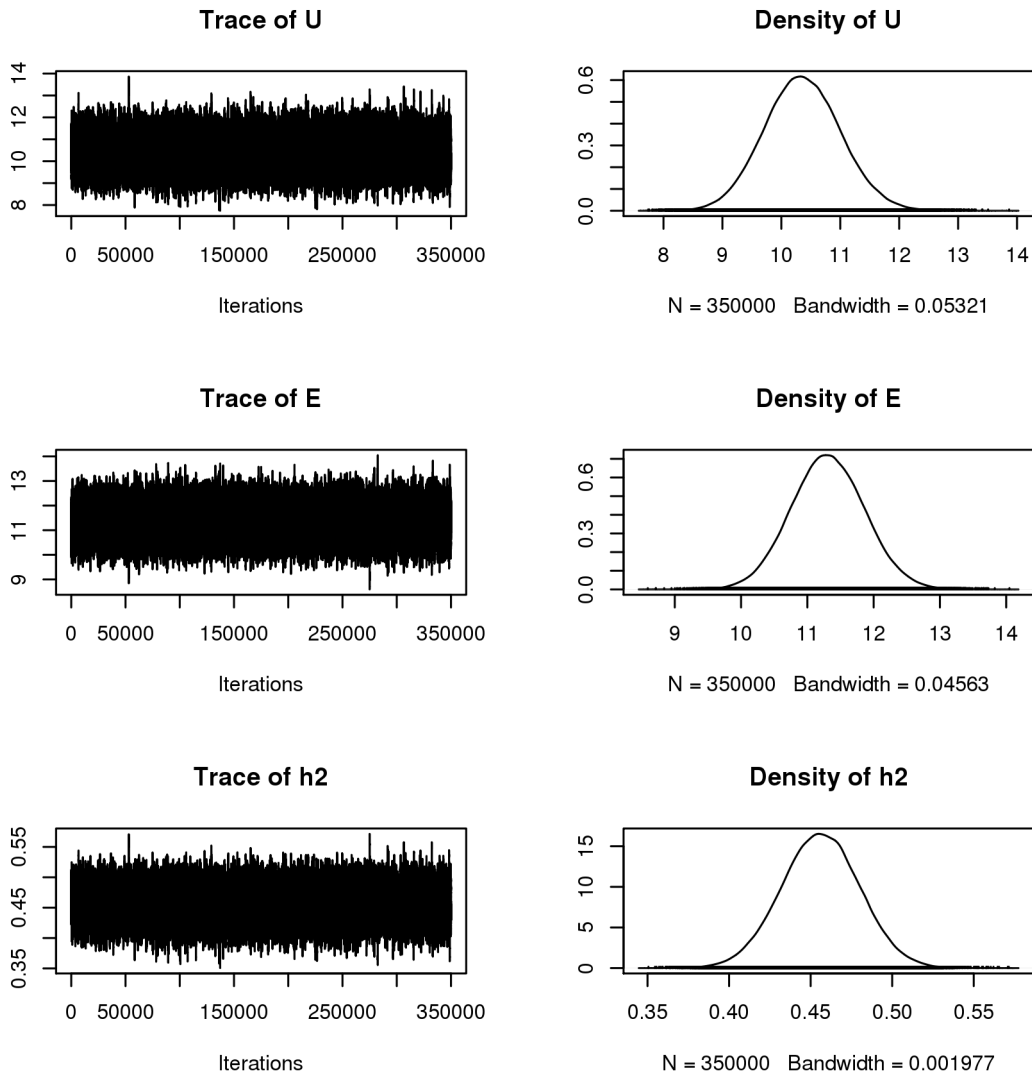 Trace of U
14
12
10
8
0 50000 150000 250000 350000
Iterations
Density of U
0.6
0.3
0.0
8 9 10 11 12 13 14
N = 350000 Bandwidth = 0.05321
Trace of E
13
11
9
0 50000 150000 250000 350000
Iterations
Density of E
0.6
0.3
0.0
9 10 11 12 13 14
N = 350000 Bandwidth = 0.04563
Trace of h2
0.55
0.45
0.35
0 50000 150000 250000 350000
Iterations
Density of h2
15
10
5
0
0.35 0.40 0.45 0.50 0.55
N = 350000 Bandwidth = 0.001977